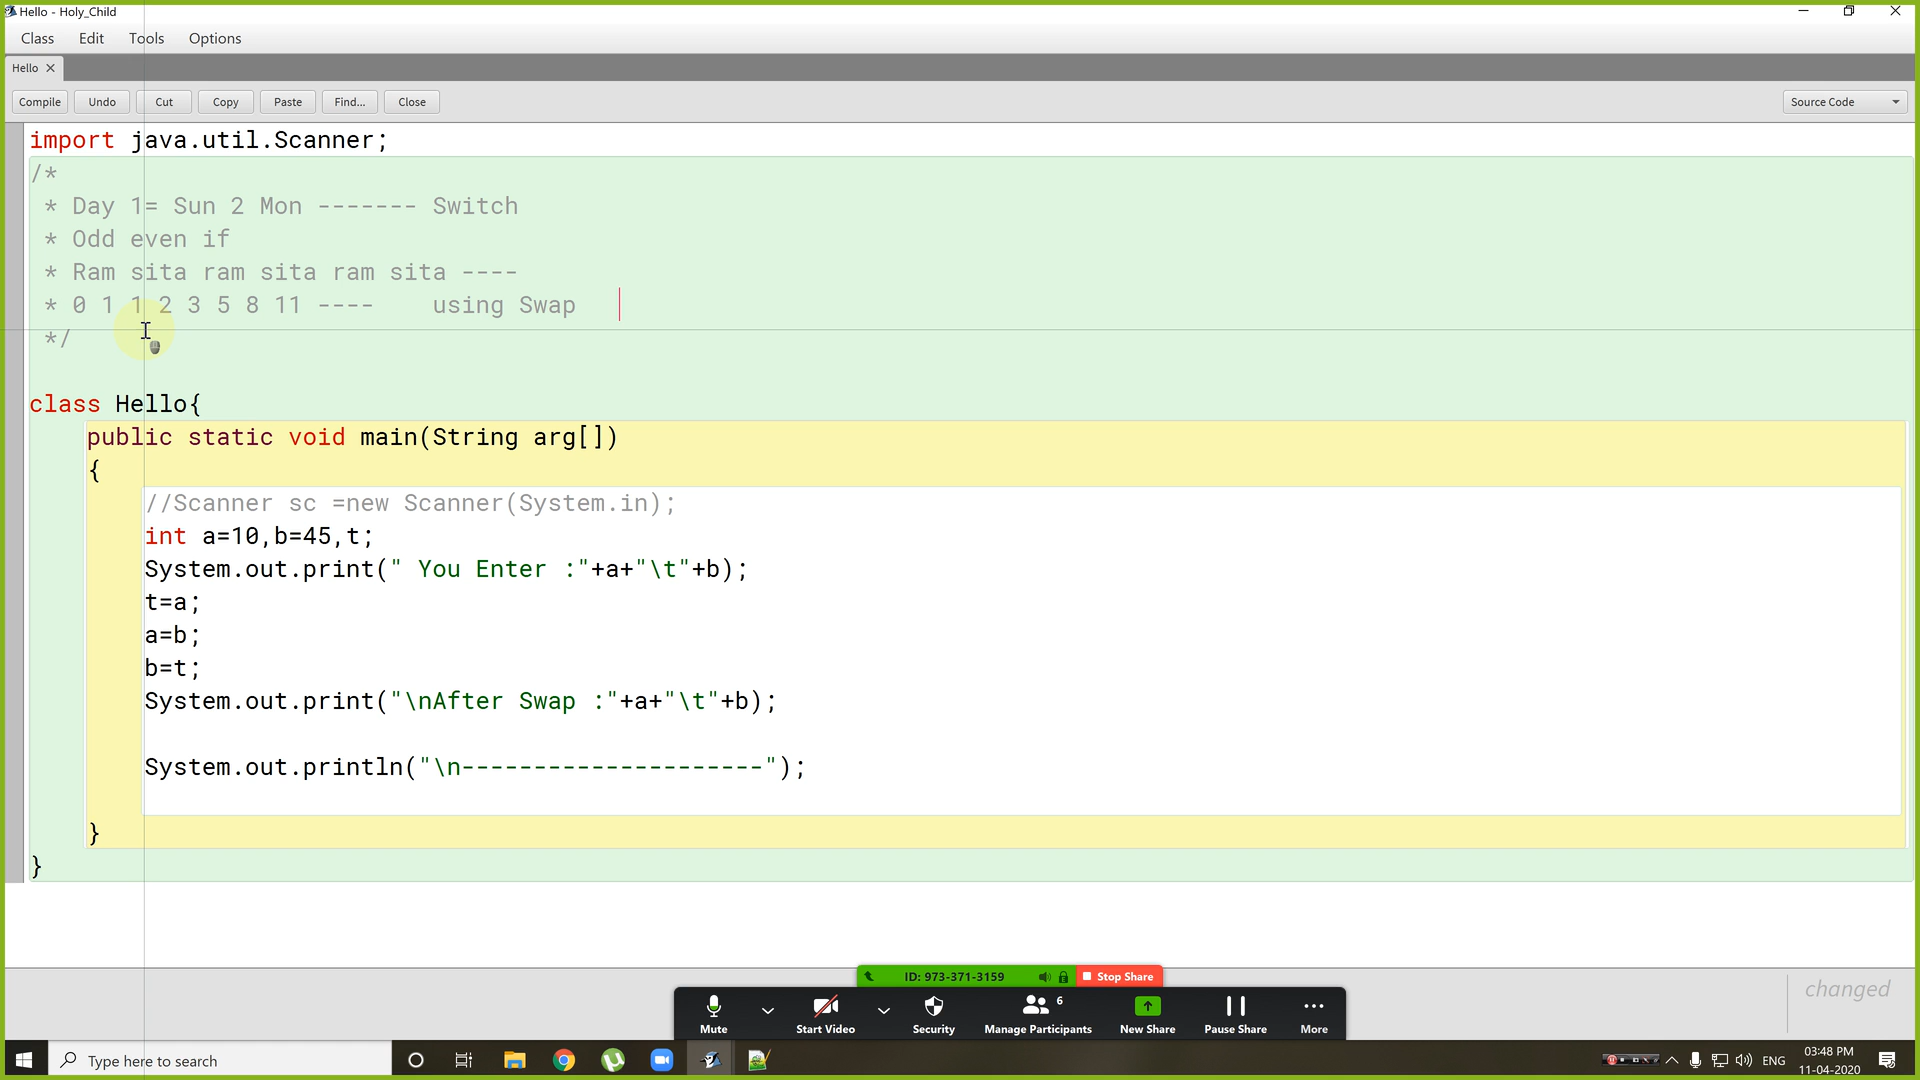 Hello - Holy_Child
Class Edit Tools Options
Hello
Compile Undo Cut Copy Paste Find... Close Source Code
import java.util.Scanner;
/*
* Day 1= Sun 2 Mon ------- Switch
* Odd even if
* Ram sita ram sita ram sita ----
* 0 1 1 2 3 5 8 11 ---- using Swap
*/
class Hello{
public static void main(String arg[])
{
//Scanner sc =new Scanner(System.in);
int a=10,b=45,t;
System.out.print(" You Enter :"+a+"\t"+b);
t=a;
a=b;
b=t;
System.out.print("\nAfter Swap :"+a+"\t"+b);
System.out.println("\n---------------------");
}
}
ID: 973-371-3159 Stop Share
changed
6
Mute Start Video Security Manage Participants New Share Pause Share More
Type here to search
ENG
03:48 PM
11-04-2020